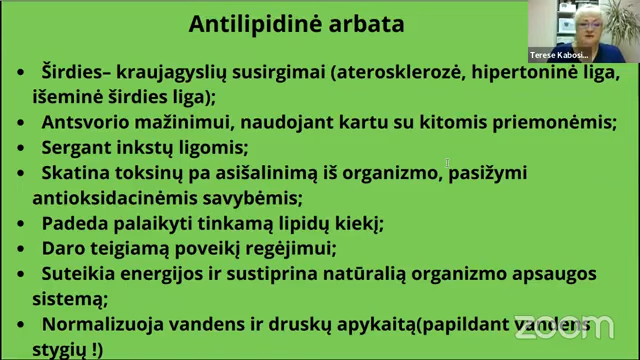 Antilipidinė arbata
Terese Kabosi...
• Širdies– kraujagyslių susirgimai (aterosklerozė, hipertoninė liga,
išeminė širdies liga);
• Antsvorio mažinimui, naudojant kartu su kitomis priemonėmis;
• Sergant inkstų ligomis;
• Skatina toksinų pa asišalinimą iš organizmo, pasižymi
antioksidacinėmis savybėmis;
• Padeda palaikyti tinkamą lipidų kiekį;
• Daro teigiamą poveikį regėjimui;
• Suteikia energijos ir sustiprina natūralią organizmo apsaugos
sistemą;
• Normalizuoja vandens ir druskų apykaitą(papildant vandens
stygių !)
zoom